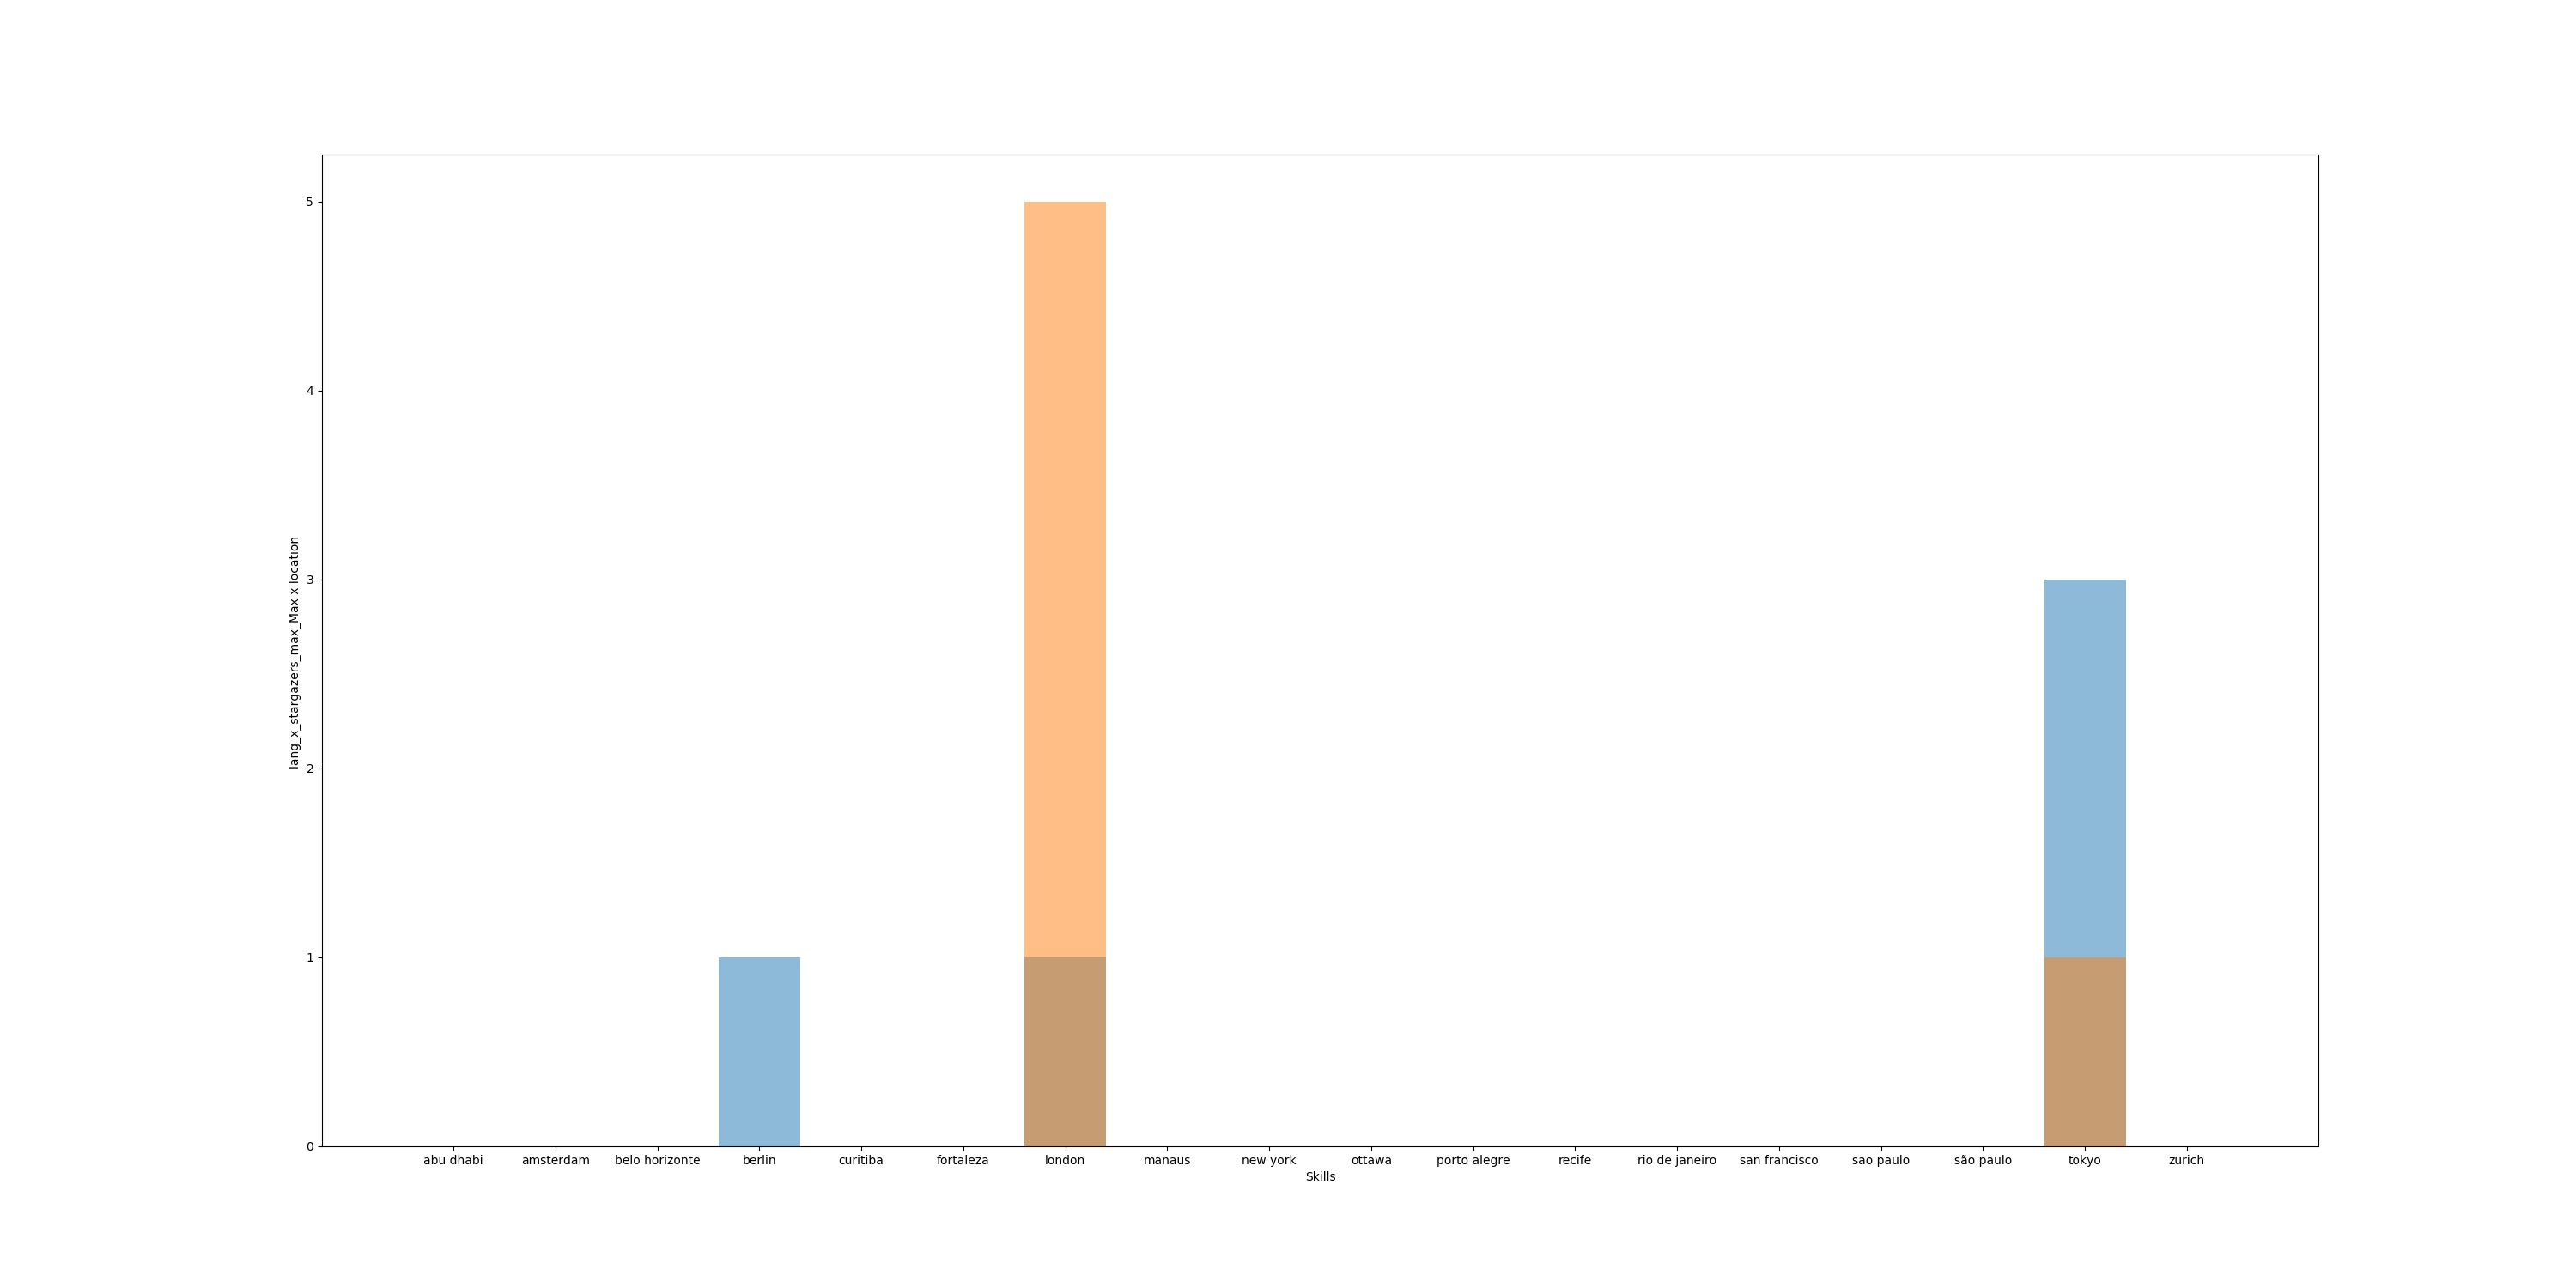 lang_x_stargazers_max_Max x location
5
4
3
2
1
0
abu dhabi amsterdam belo horizonte berlin curitiba fortaleza london manaus new york ottawa porto alegre recife rio de janeiro san francisco sao paulo são paulo tokyo zurich
Skills